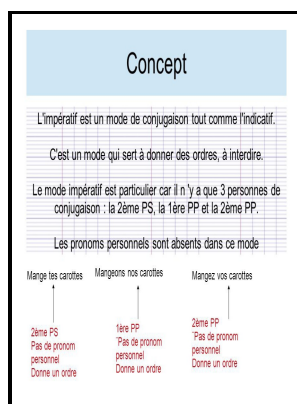 Concept
L'impératif est un mode de conjugaison tout comme l'indicatif.
C'est un mode qui sert à donner des ordres, à interdire.
Le mode impératif est particulier car il n 'y a que 3 personnes de
conjugaison : la 2ème PS, la 1ère PP et la 2ème PP.
Les pronoms personnels sont absents dans ce mode
Mange tes carottes
Mangeons nos carottes
Mangez vos carottes
2ème PS
Pas de pronom
personnel
Donne un ordre
1ère PP
`Pas de pronom
personnel
Donne un ordre
2ème PP
`Pas de pronom
personnel
Donne un ordre